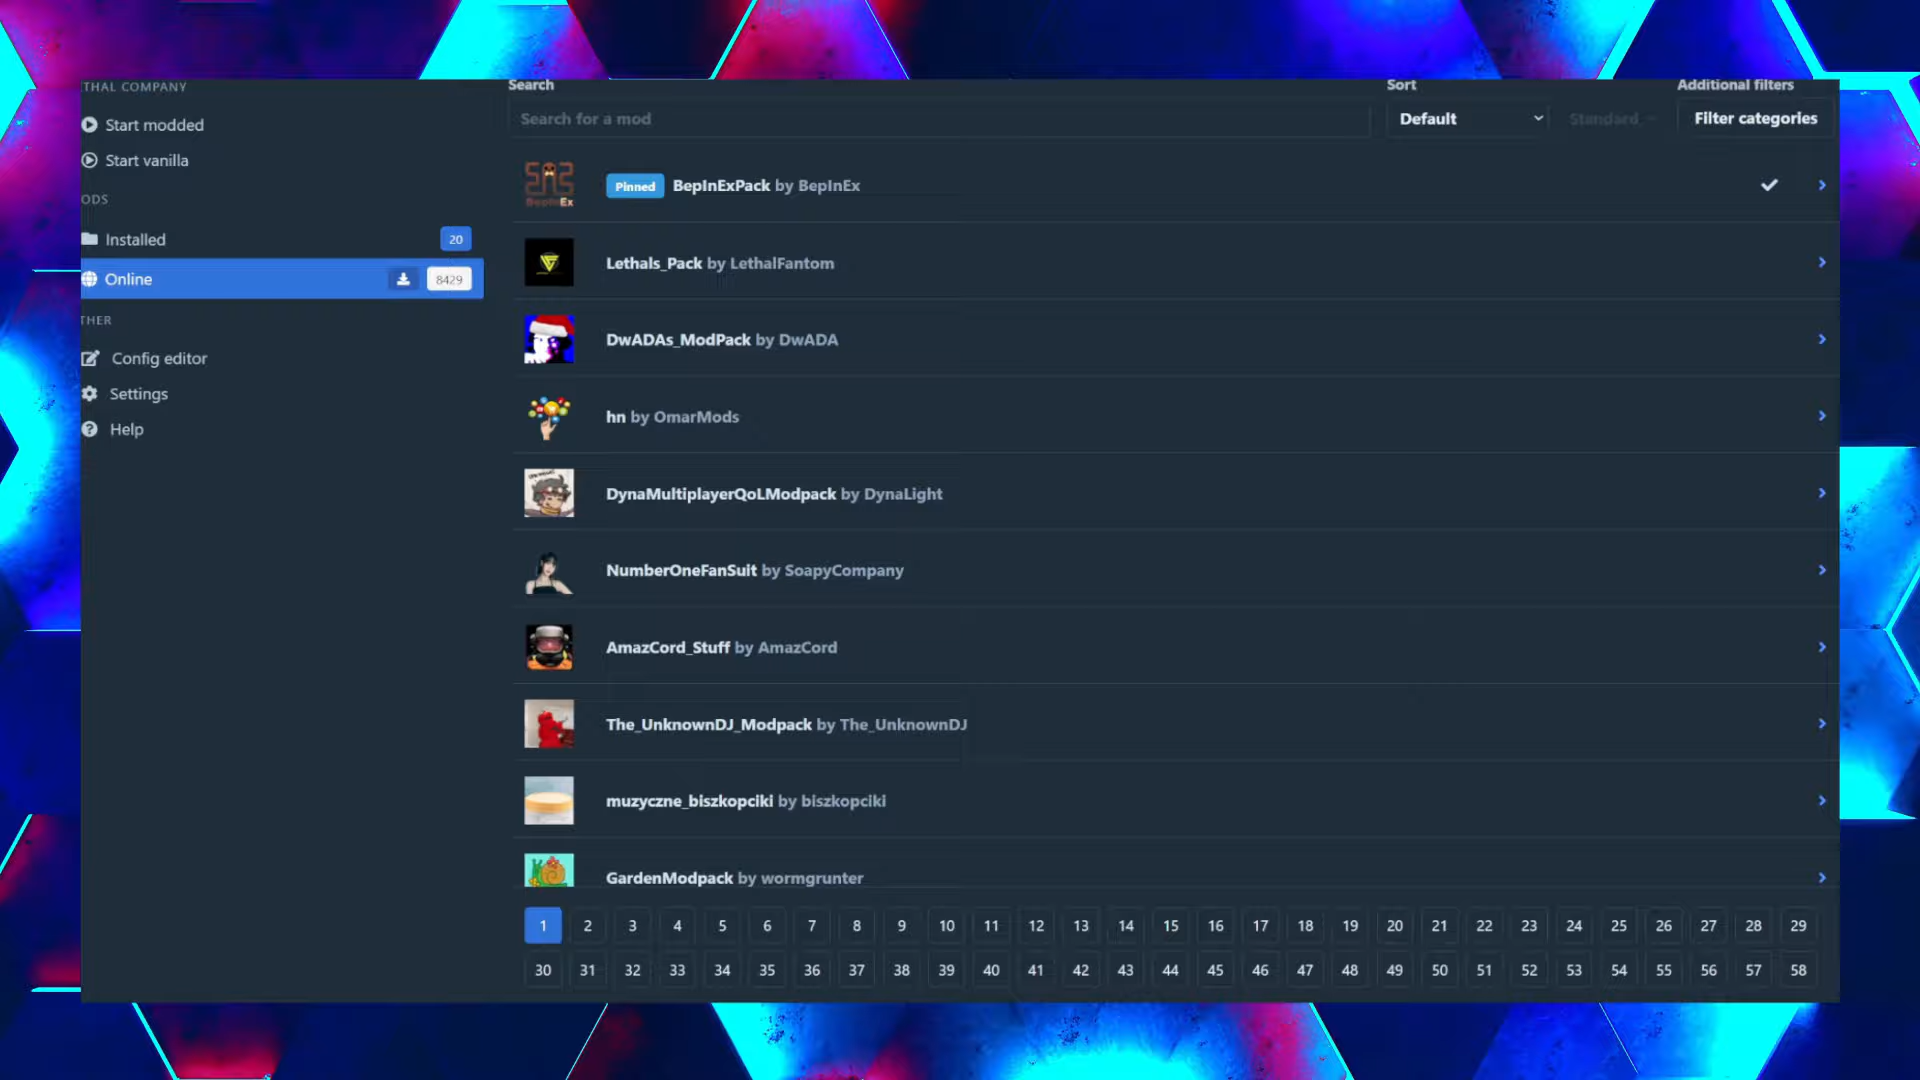 THAL COMPANY
Start modded
Start vanilla
ODS
Installed 20
Online 8429
THER
Config editor
Settings
Help
Search
Search for a mod
Sort
Default
Standard
Additional filters
Filter categories
BepInEx
Pinned BepInExPack by BepInEx
Lethals_Pack by LethalFantom
DwADAs_ModPack by DwADA
hn by OmarMods
DynaMultiplayerQoLModpack by DynaLight
NumberOneFanSuit by SoapyCompany
AmazCord_Stuff by AmazCord
The_UnknownDJ_Modpack by The_UnknownDJ
muzyczne_biszkopciki by biszkopciki
GardenModpack by wormgrunter
1 2 3 4 5 6 7 8 9 10 11 12 13 14 15 16 17 18 19 20 21 22 23 24 25 26 27 28 29
30 31 32 33 34 35 36 37 38 39 40 41 42 43 44 45 46 47 48 49 50 51 52 53 54 55 56 57 58